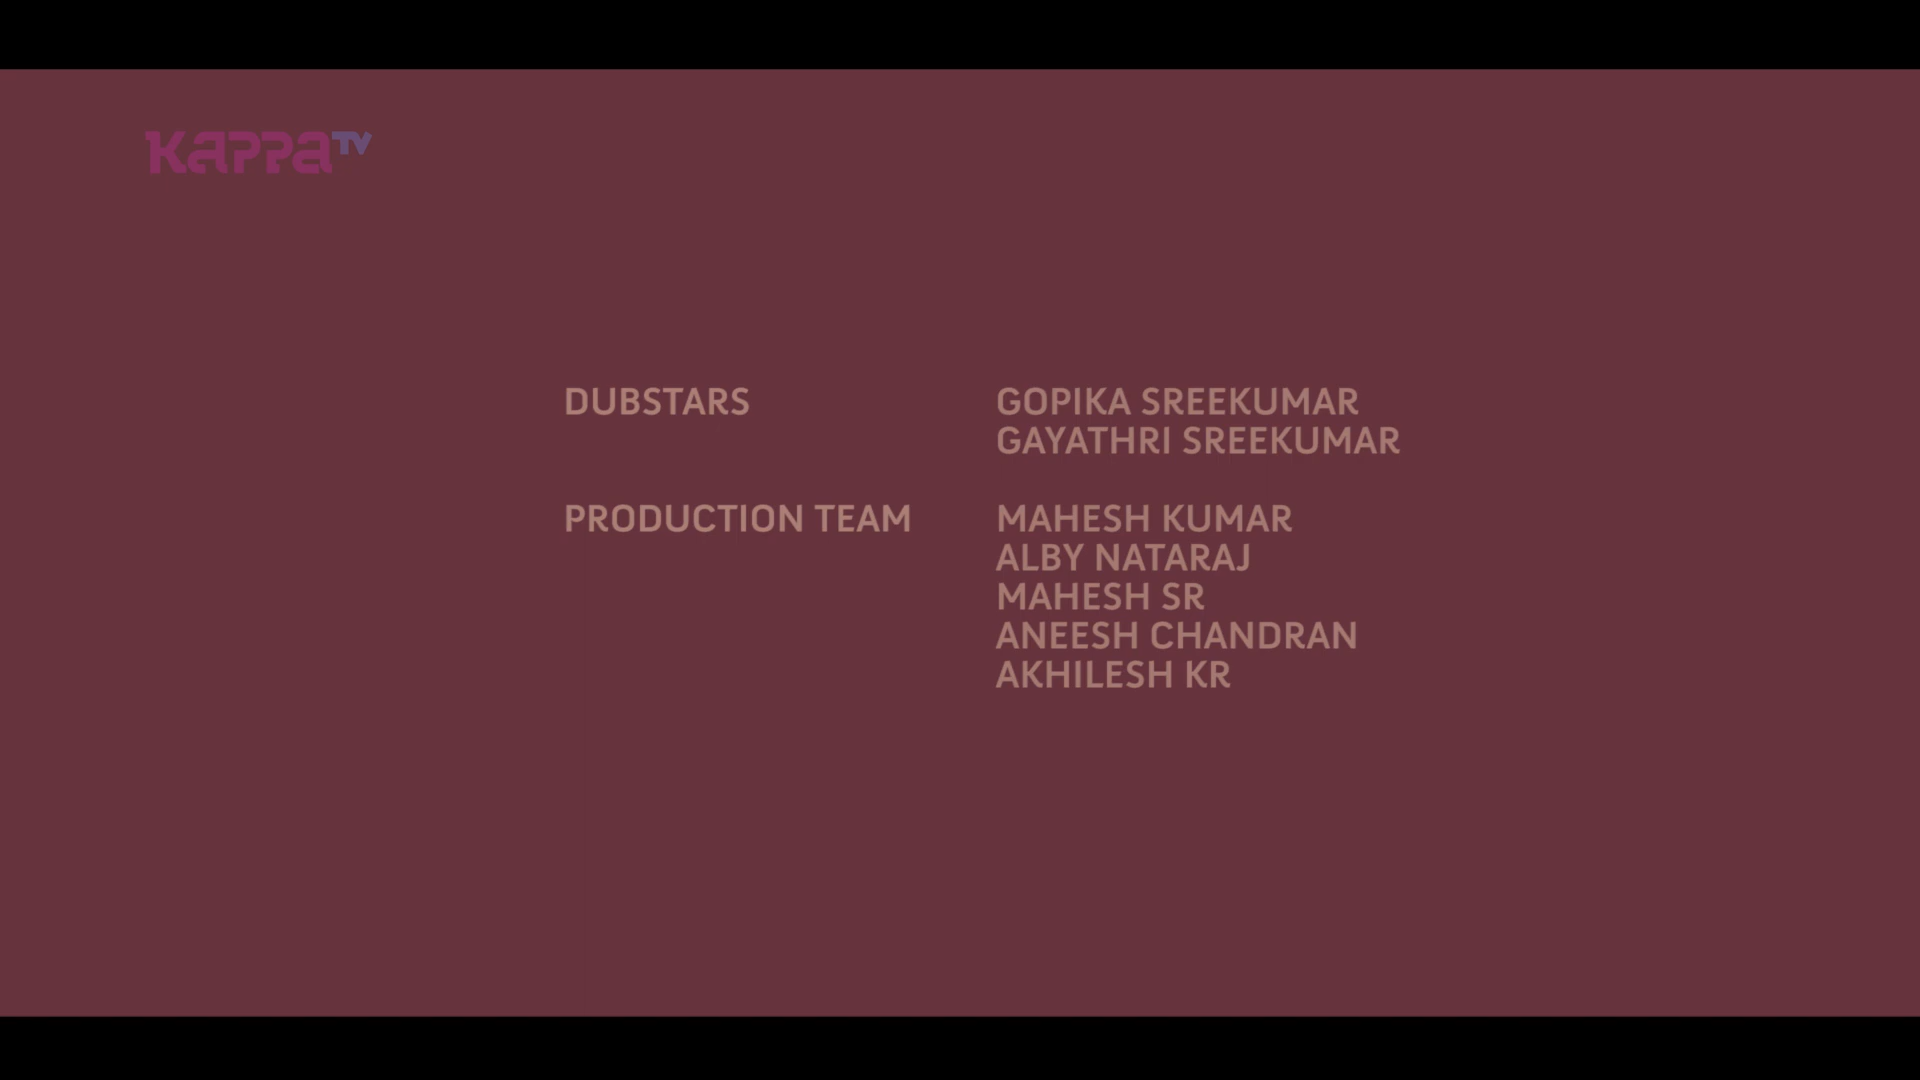 KAPPA TV
DUBSTARS GOPIKA SREEKUMAR
GAYATHRI SREEKUMAR
PRODUCTION TEAM MAHESH KUMAR
ALBY NATARAJ
MAHESH SR
ANEESH CHANDRAN
AKHILESH KR